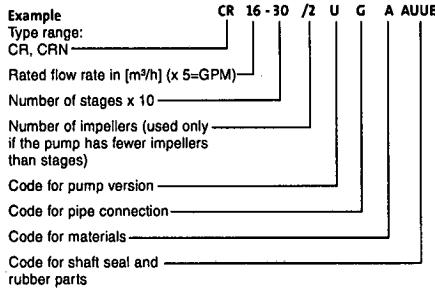 Example CR 16-30 /2 U G A AUUE
Type range:
CR, CRN
Rated flow rate in [m³/h] (x 5=GPM)
Number of stages x 10
Number of impellers (used only
if the pump has fewer impellers
than stages)
Code for pump version
Code for pipe connection
Code for materials
Code for shaft seal and
rubber parts